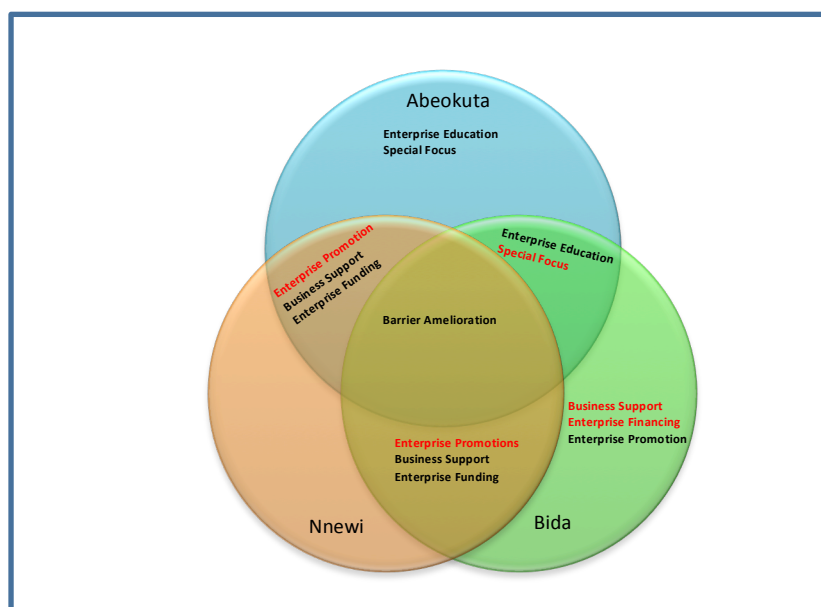 Abeokuta
Enterprise Education
Special Focus
Enterprise Promotion
Business Support
Enterprise Funding
Enterprise Education
Special Focus
Barrier Amelioration
Business Support
Enterprise Financing
Enterprise Promotion
Enterprise Promotions
Business Support
Enterprise Funding
Nnewi
Bida